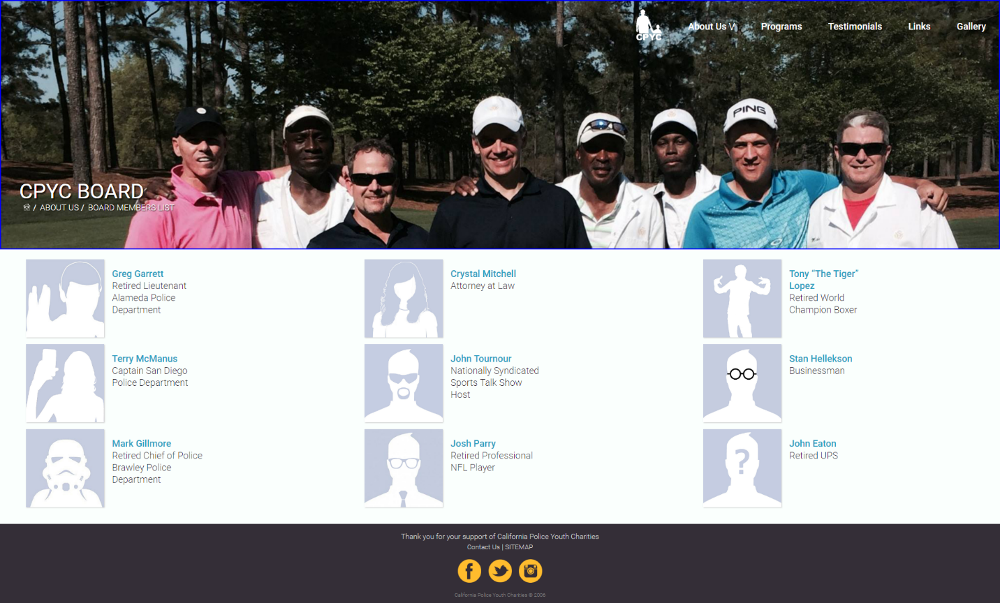 CPYC
About Us V
Programs
Testimonials
Links
Gallery
PING
CPYC BOARD
/ ABOUT US / BOARD MEMBERS LIST
Greg Garrett
Retired Lieutenant
Alameda Police
Department
Crystal Mitchell
Attorney at Law
Tony “The Tiger”
Lopez
Retired World
Champion Boxer
Terry McManus
Captain San Diego
Police Department
John Tournour
Nationally Syndicated
Sports Talk Show
Host
Stan Hellekson
Businessman
Mark Gillmore
Retired Chief of Police
Brawley Police
Department
Josh Parry
Retired Professional
NFL Player
?
John Eaton
Retired UPS
Thank you for your support of California Police Youth Charities
Contact Us | SITEMAP
California Police Youth Charities © 2006